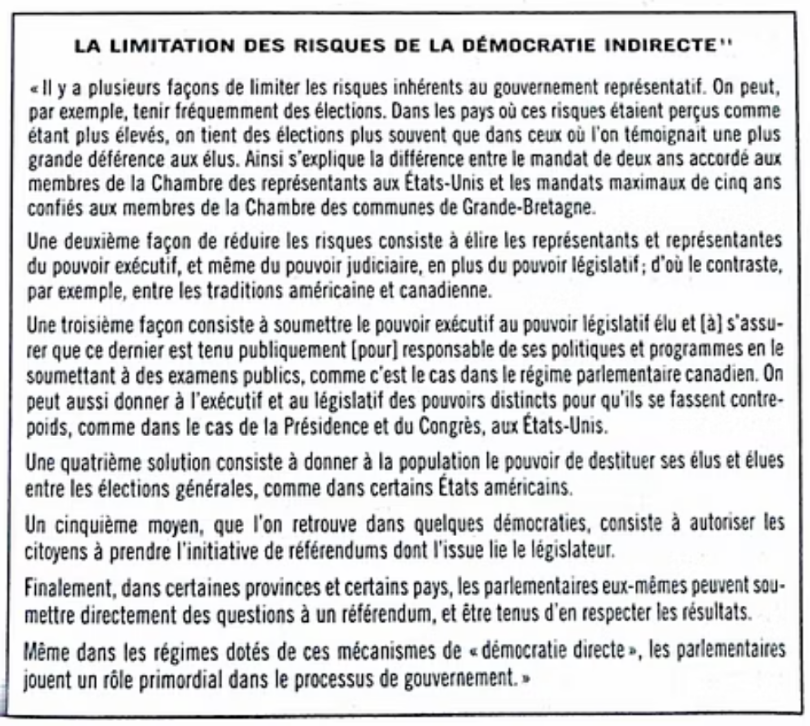 LA LIMITATION DES RISQUES DE LA DÉMOCRATIE INDIRECTE"
« Il y a plusieurs façons de limiter les risques inhérents au gouvernement représentatif. On peut,
par exemple, tenir fréquemment des élections. Dans les pays où ces risques étaient perçus comme
étant plus élevés, on tient des élections plus souvent que dans ceux où l'on témoignait une plus
grande déférence aux élus. Ainsi s'explique la différence entre le mandat de deux ans accordé aux
membres de la Chambre des représentants aux États-Unis et les mandats maximaux de cinq ans
confiés aux membres de la Chambre des communes de Grande-Bretagne.
Une deuxième façon de réduire les risques consiste à élire les représentants et représentantes
du pouvoir exécutif, et même du pouvoir judiciaire, en plus du pouvoir législatif; d'où le contraste,
par exemple, entre les traditions américaine et canadienne.
Une troisième façon consiste à soumettre le pouvoir exécutif au pouvoir législatif élu et [à] s'assu-
rer que ce dernier est tenu publiquement [pour] responsable de ses politiques et programmes en le
soumettant à des examens publics, comme c'est le cas dans le régime parlementaire canadien. On
peut aussi donner à l'exécutif et au législatif des pouvoirs distincts pour qu'ils se fassent contre-
poids, comme dans le cas de la Présidence et du Congrès, aux États-Unis.
Une quatrième solution consiste à donner à la population le pouvoir de destituer ses élus et élues
entre les élections générales, comme dans certains États américains.
Un cinquième moyen, que l'on retrouve dans quelques démocraties, consiste à autoriser les
citoyens à prendre l'initiative de référendums dont l'issue lie le législateur.
Finalement, dans certaines provinces et certains pays, les parlementaires eux-mêmes peuvent sou-
mettre directement des questions à un référendum, et être tenus d'en respecter les résultats.
Même dans les régimes dotés de ces mécanismes de « démocratie directe », les parlementaires
jouent un rôle primordial dans le processus de gouvernement. »